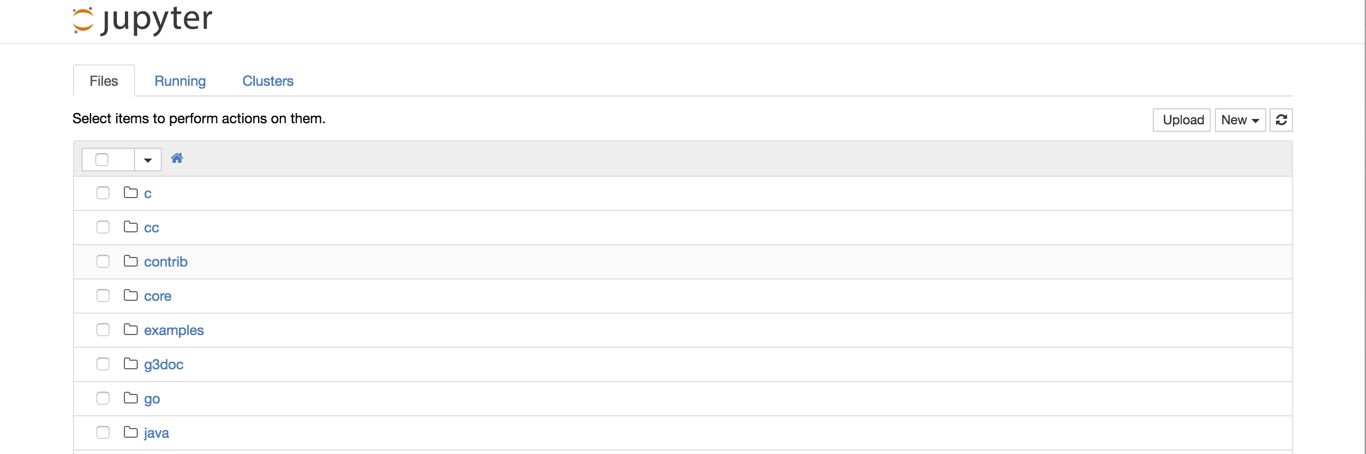 jupyter
Files Running Clusters
Select items to perform actions on them. Upload New
c
cc
contrib
core
examples
g3doc
go
java